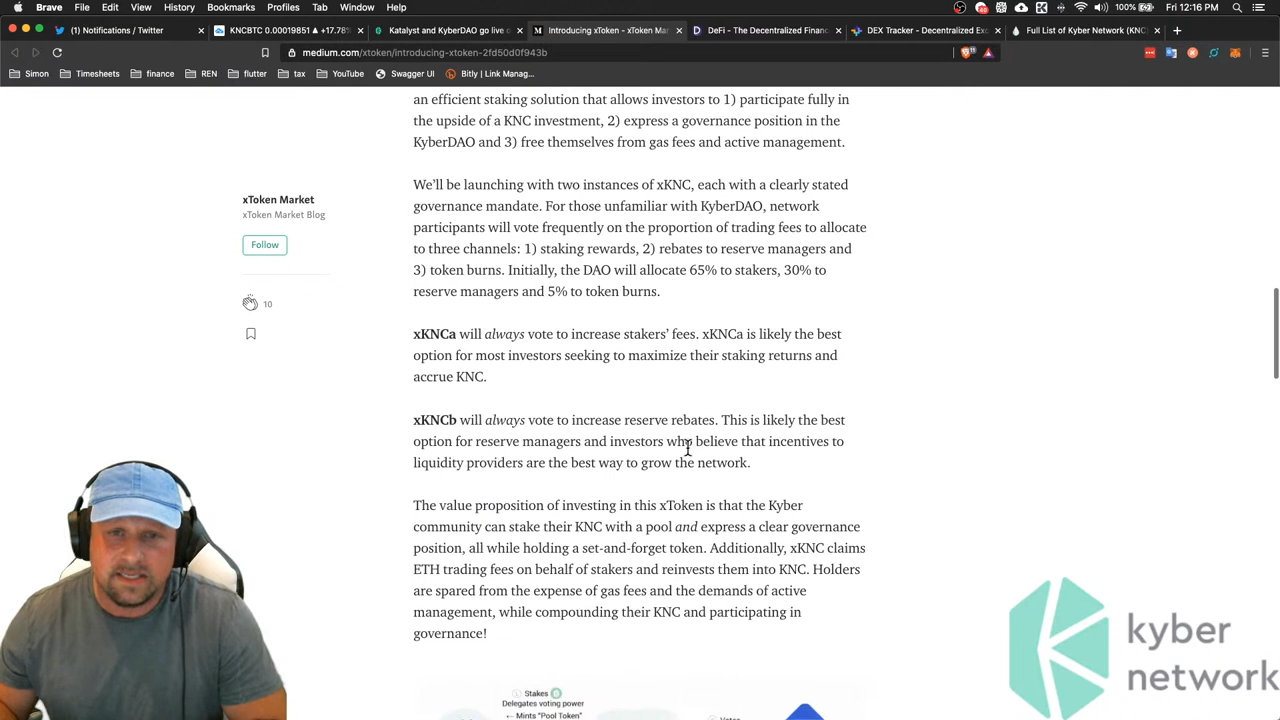 Brave File Edit View History Bookmarks People Tab Window Help
100% Fri 12:16 PM
(1) Notifications / Twitter
KNCBTC 0.00019851 ▲ +17.78%
Katalyst and KyberDAO go live o
Introducing xToken - xToken Mar
DeFi - The Decentralized Financ
DEX Tracker - Decentralized Exc
Full List of Kyber Network (KNC
medium.com/xtoken/introducing-xtoken-2fd50d0f943b
Simon Timesheets finance REN flutter tax YouTube Swagger UI Bitly | Link Manag...
an efficient staking solution that allows investors to 1) participate fully in
the upside of a KNC investment, 2) express a governance position in the
KyberDAO and 3) free themselves from gas fees and active management.
xToken Market
xToken Market Blog
Follow
10
We’ll be launching with two instances of xKNC, each with a clearly stated
governance mandate. For those unfamiliar with KyberDAO, network
participants will vote frequently on the proportion of trading fees to allocate
to three channels: 1) staking rewards, 2) rebates to reserve managers and
3) token burns. Initially, the DAO will allocate 65% to stakers, 30% to
reserve managers and 5% to token burns.
xKNCa will always vote to increase stakers’ fees. xKNCa is likely the best
option for most investors seeking to maximize their staking returns and
accrue KNC.
xKNCb will always vote to increase reserve rebates. This is likely the best
option for reserve managers and investors who believe that incentives to
liquidity providers are the best way to grow the network.
The value proposition of investing in this xToken is that the Kyber
community can stake their KNC with a pool and express a clear governance
position, all while holding a set-and-forget token. Additionally, xKNC claims
ETH trading fees on behalf of stakers and reinvests them into KNC. Holders
are spared from the expense of gas fees and the demands of active
management, while compounding their KNC and participating in
governance!
Stakes
Delegates voting power
← Mints "Pool Token"
Votes
kyber
network